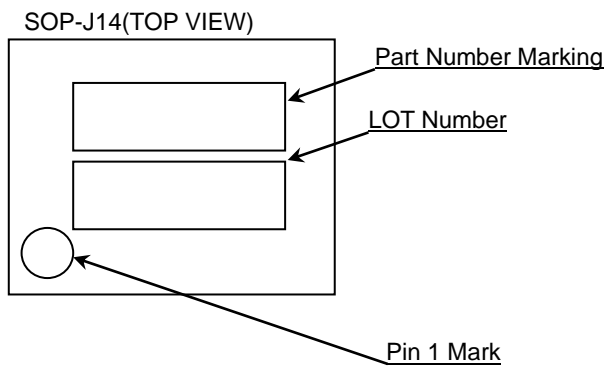 SOP-J14(TOP VIEW)
Part Number Marking
LOT Number
Pin 1 Mark